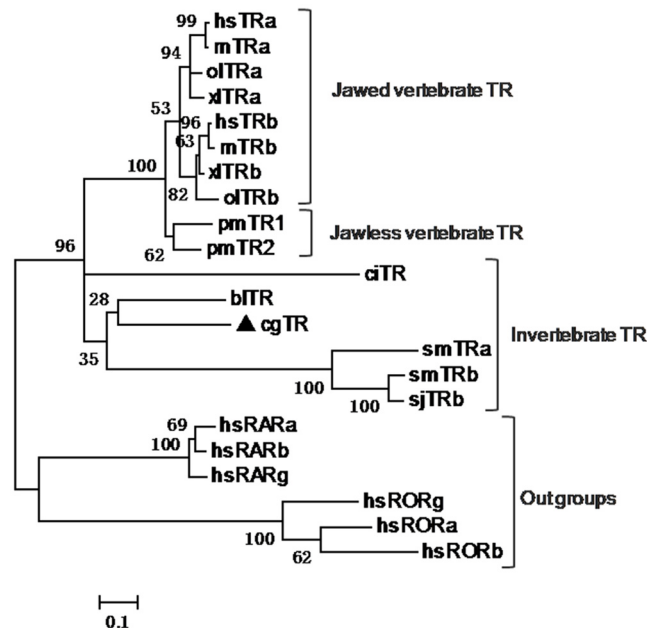 99
hsTRa
rnTRa
94
olTRa
xlTRa
Jawed vertebrate TR
53
96
hsTRb
63
rnTRb
xlTRb
100
82
olTRb
pmTR1
Jawless vertebrate TR
62
pmTR2
96
ciTR
28
blTR
cgTR
Invertebrate TR
35
smTRa
100
smTRb
100
sjTRb
69
hsRARa
100
hsRARb
hsRARg
Outgroups
hsRORg
100
hsRORa
62
hsRORb
0.1